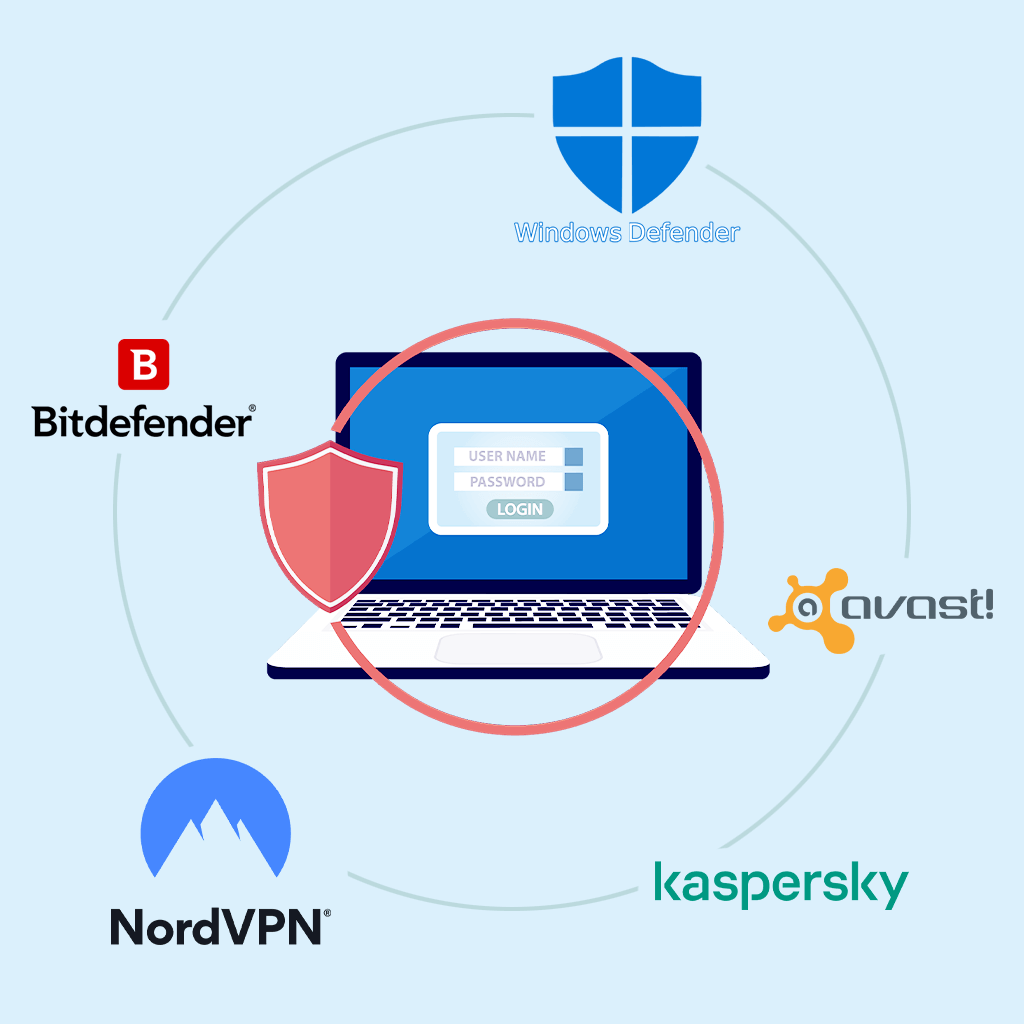 Windows Defender
B
Bitdefender®
USER NAME
PASSWORD
LOGIN
a avast!
NordVPN®
kaspersky